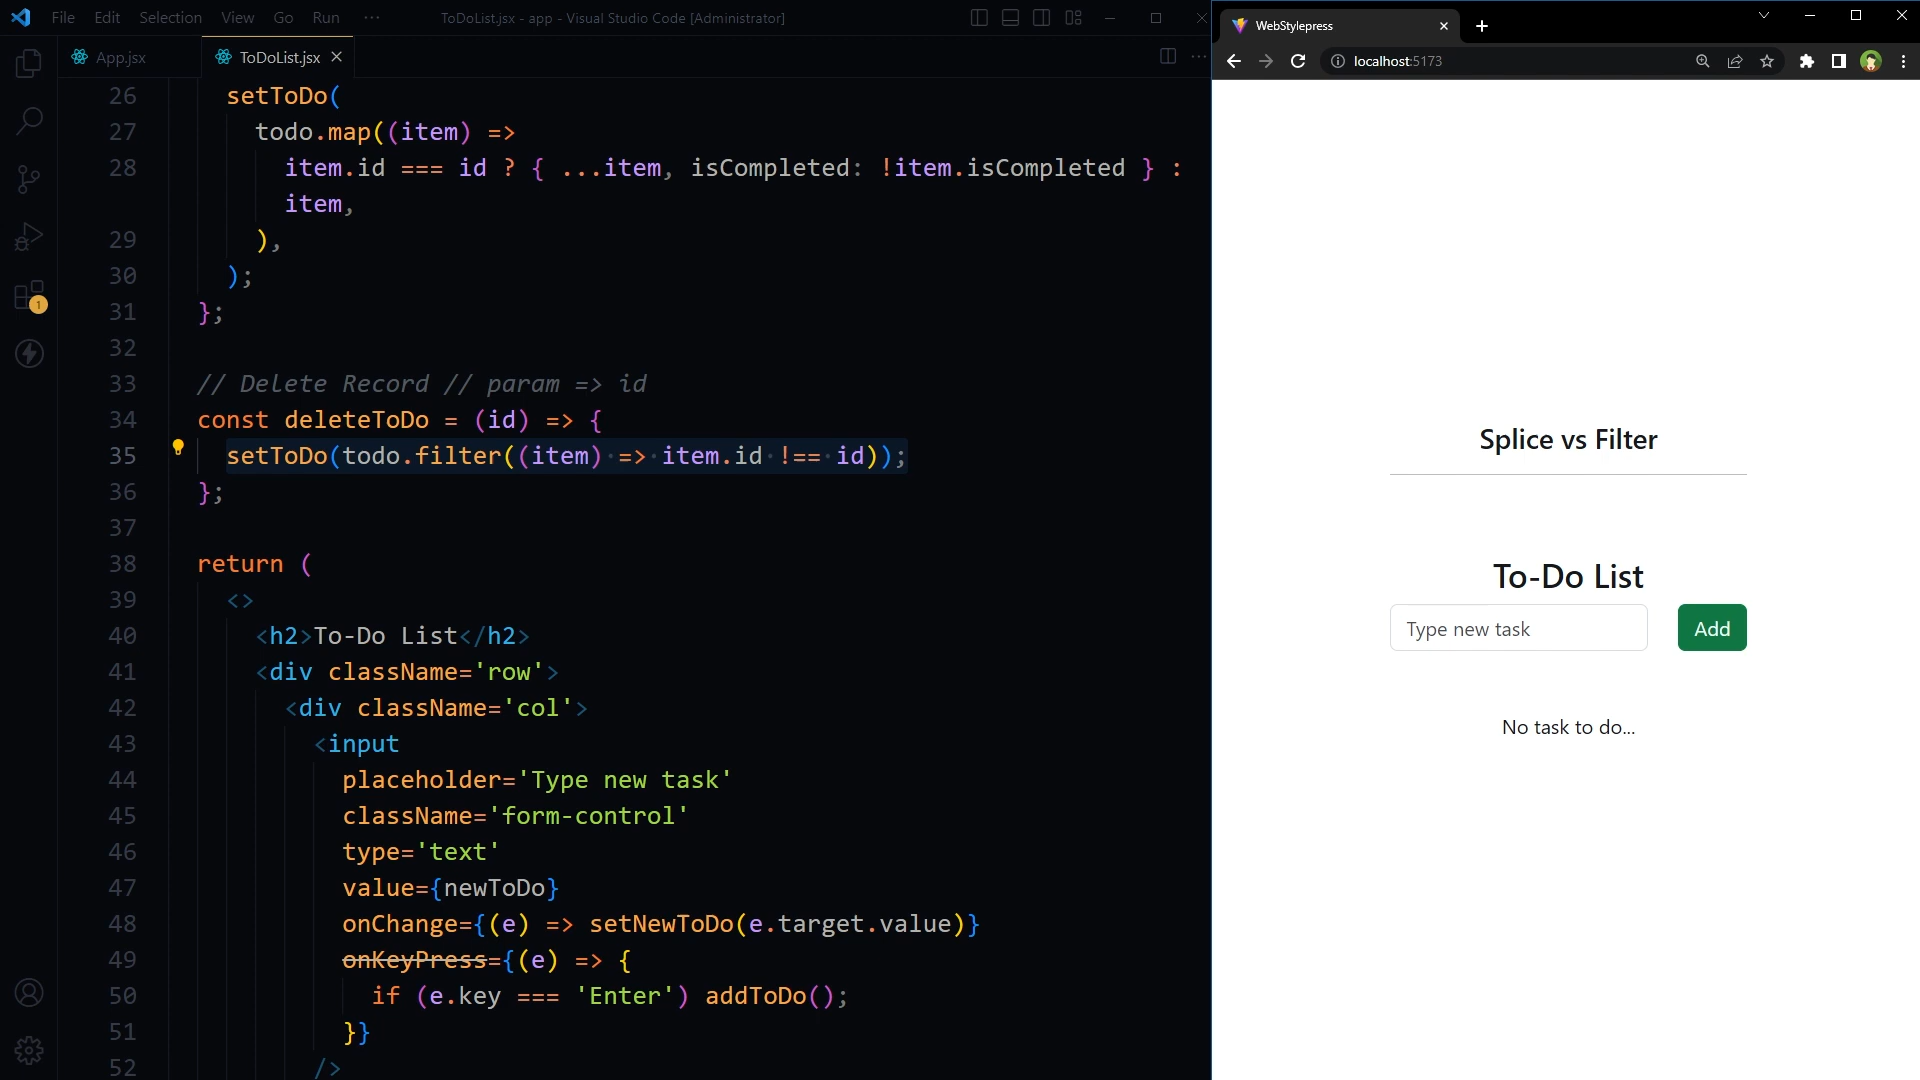 File Edit Selection View Go Run ··· ToDoList.jsx - app - Visual Studio Code [Administrator]
App.jsx ToDoList.jsx
26 setToDo(
27 todo.map((item) =>
28 item.id === id ? { ...item, isCompleted: !item.isCompleted } :
item,
29 ),
30 );
31 };
32
33 // Delete Record // param => id
34 const deleteToDo = (id) => {
35 setToDo(todo.filter((item) => item.id !== id));
36 };
37
38 return (
39 <>
40 <h2>To-Do List</h2>
41 <div className='row'>
42 <div className='col'>
43 <input
44 placeholder='Type new task'
45 className='form-control'
46 type='text'
47 value={newToDo}
48 onChange={(e) => setNewToDo(e.target.value)}
49 onKeyPress={(e) => {
50 if (e.key === 'Enter') addToDo();
51 }}
52 />
1
WebStylepress
localhost:5173
Splice vs Filter
To-Do List
Type new task Add
No task to do...